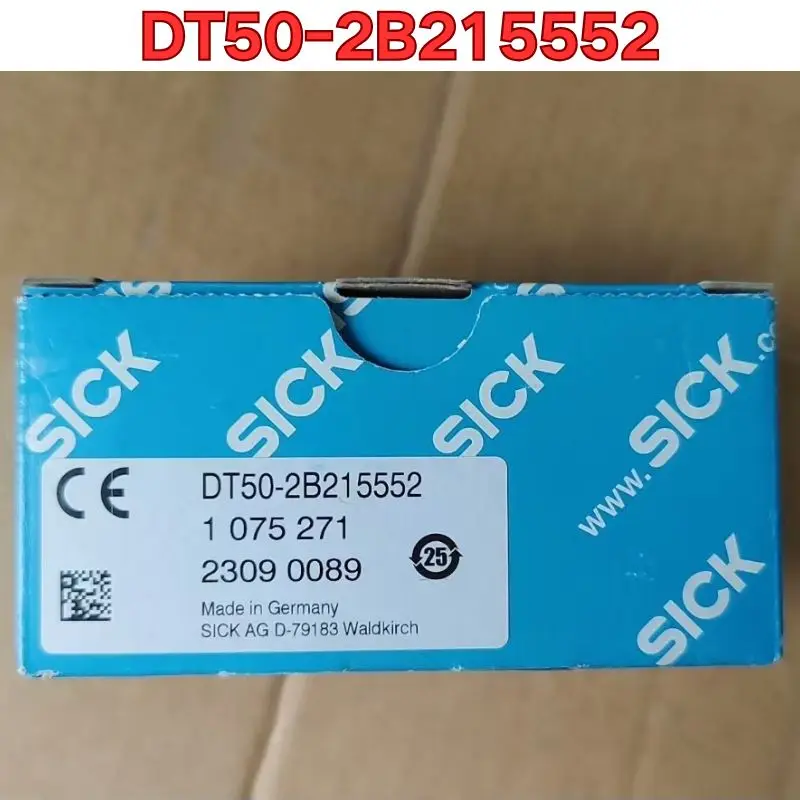 DT50-2B215552
SICK
SICK
SICK
www.SICK.c
SICK
CE
DT50-2B215552
1 075 271
2309 0089
25
Made in Germany
SICK AG D-79183 Waldkirch